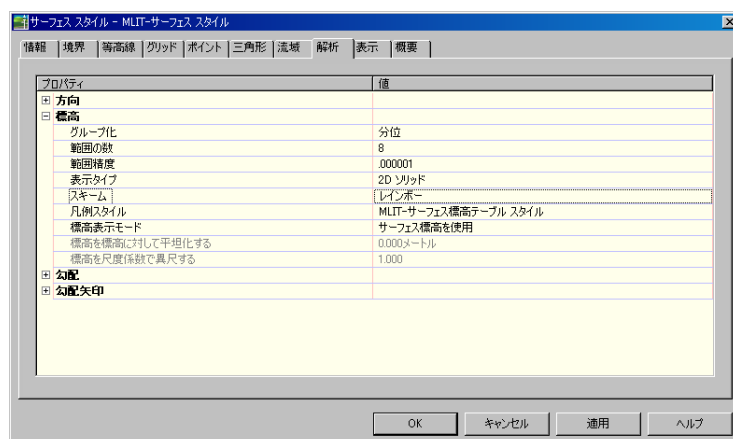 サーフェス スタイル - MLIT-サーフェス スタイル
情報 境界 等高線 グリッド ポイント 三角形 流域 解析 表示 概要
プロパティ 値
方向
標高
グループ化 分位
範囲の数 8
範囲精度 .000001
表示タイプ 2D ソリッド
スキーム レインボー
凡例スタイル MLIT-サーフェス標高テーブル スタイル
標高表示モード サーフェス標高を使用
標高を標高に対して平坦化する 0.000メートル
標高を尺度係数で異尺する 1.000
勾配
勾配矢印
OK キャンセル 適用 ヘルプ